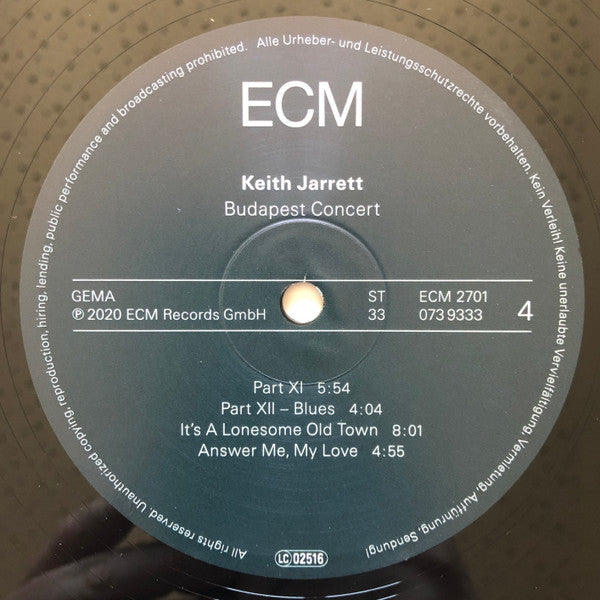 All rights reserved. Unauthorized copying, reproduction, hiring, lending, public performance and broadcasting prohibited. Alle Urheber- und Leistungsschutzrechte vorbehalten. Kein Verleih! Keine unerlaubte Vervielfältigung, Vermietung, Aufführung, Sendung!
ECM
Keith Jarrett
Budapest Concert
GEMA ST ECM 2701
℗ 2020 ECM Records GmbH 33 073 9333 4
Part XI 5:54
Part XII – Blues 4:04
It's A Lonesome Old Town 8:01
Answer Me, My Love 4:55
LC 02516